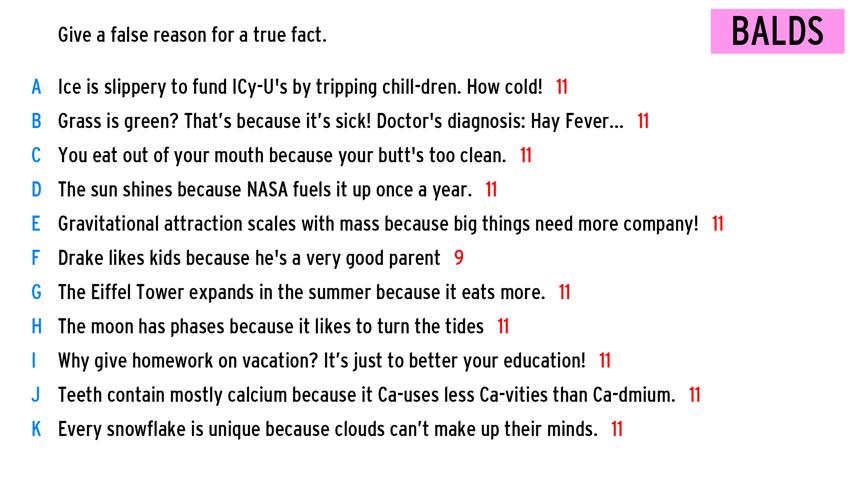 Give a false reason for a true fact.
BALDS
A Ice is slippery to fund ICy-U's by tripping chill-dren. How cold! 11
B Grass is green? That’s because it’s sick! Doctor's diagnosis: Hay Fever... 11
C You eat out of your mouth because your butt's too clean. 11
D The sun shines because NASA fuels it up once a year. 11
E Gravitational attraction scales with mass because big things need more company! 11
F Drake likes kids because he's a very good parent 9
G The Eiffel Tower expands in the summer because it eats more. 11
H The moon has phases because it likes to turn the tides 11
I Why give homework on vacation? It’s just to better your education! 11
J Teeth contain mostly calcium because it Ca-uses less Ca-vities than Ca-dmium. 11
K Every snowflake is unique because clouds can’t make up their minds. 11